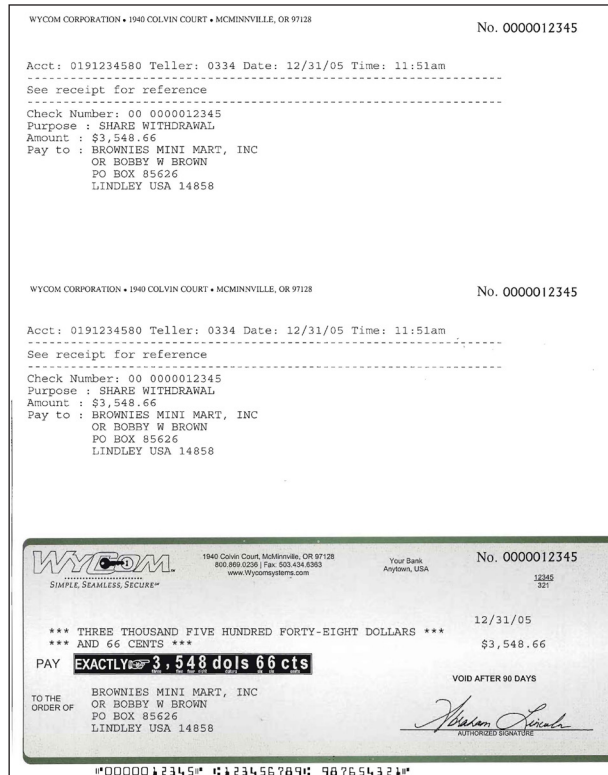 WYCOM CORPORATION • 1940 COLVIN COURT • MCMINNVILLE, OR 97128
No. 0000012345
Acct: 0191234580 Teller: 0334 Date: 12/31/05 Time: 11:51am
See receipt for reference
Check Number: 00 0000012345
Purpose : SHARE WITHDRAWAL
Amount : $3,548.66
Pay to : BROWNIES MINI MART, INC
OR BOBBY W BROWN
PO BOX 85626
LINDLEY USA 14858
WYCOM CORPORATION • 1940 COLVIN COURT • MCMINNVILLE, OR 97128
No. 0000012345
Acct: 0191234580 Teller: 0334 Date: 12/31/05 Time: 11:51am
See receipt for reference
Check Number: 00 0000012345
Purpose : SHARE WITHDRAWAL
Amount : $3,548.66
Pay to : BROWNIES MINI MART, INC
OR BOBBY W BROWN
PO BOX 85626
LINDLEY USA 14858
WYCOM
SIMPLE, SEAMLESS, SECURE℠
1940 Colvin Court, McMinnville, OR 97128
800.869.0236 | Fax: 503.434.6363
www.Wycomsystems.com
Your Bank
Anytown, USA
No. 0000012345
12345
321
12/31/05
*** THREE THOUSAND FIVE HUNDRED FORTY-EIGHT DOLLARS ***
*** AND 66 CENTS ***
$3,548.66
PAY EXACTLY☞3,548dols66cts
VOID AFTER 90 DAYS
TO THE
ORDER OF
BROWNIES MINI MART, INC
OR BOBBY W BROWN
PO BOX 85626
LINDLEY USA 14858
Abraham Lincoln
AUTHORIZED SIGNATURE
⑈0000012345⑈ ⑆123456789⑆ 987654321⑈